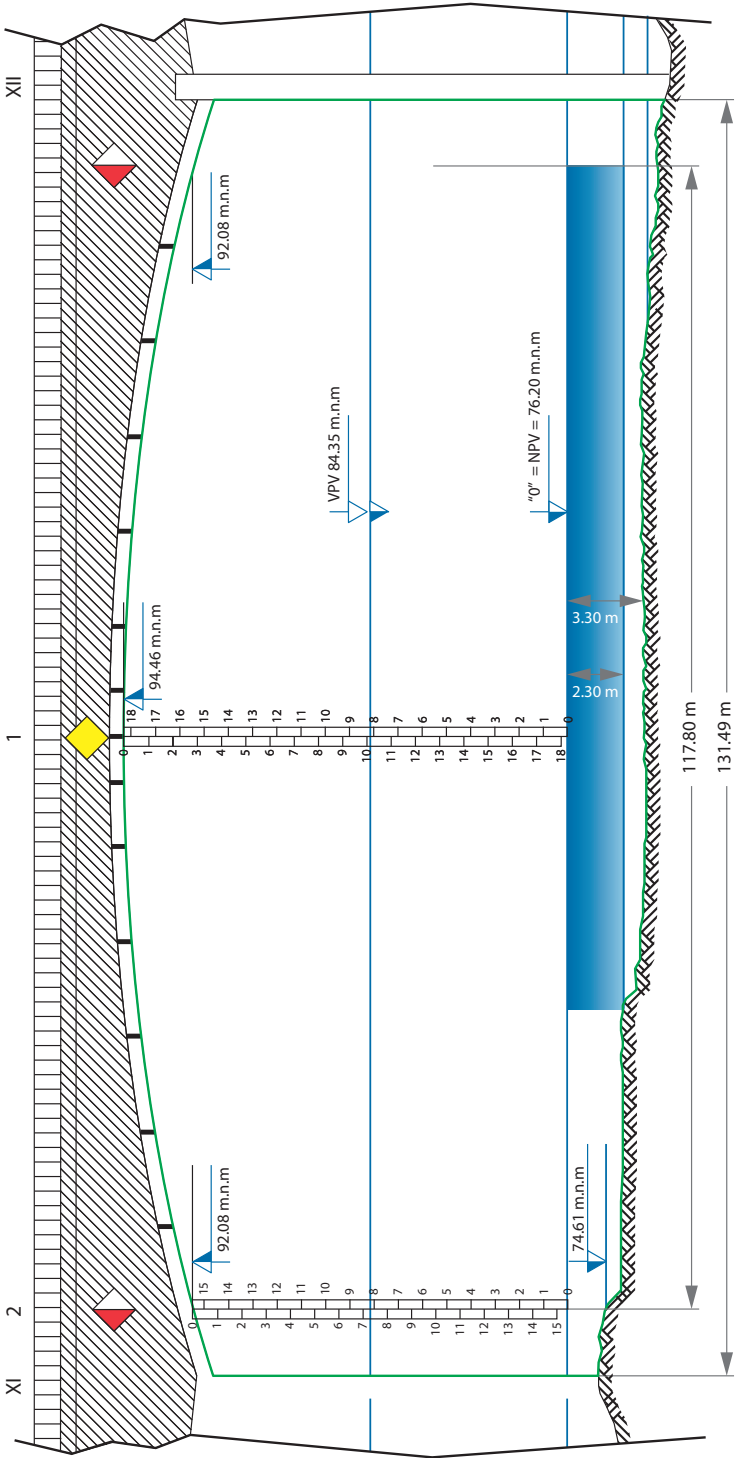 XI 2 1 XII
92.08 m.n.m
94.46 m.n.m
92.08 m.n.m
18 17 16 15 14 13 12 11 10 9 8 7 6 5 4 3 2 1 0
0 1 2 3 4 5 6 7 8 9 10 11 12 13 14 15 16 17 18
15 14 13 12 11 10 9 8 7 6 5 4 3 2 1 0
0 1 2 3 4 5 6 7 8 9 10 11 12 13 14 15
VPV 84.35 m.n.m
"0" = NPV = 76.20 m.n.m
74.61 m.n.m
3.30 m
2.30 m
117.80 m
131.49 m